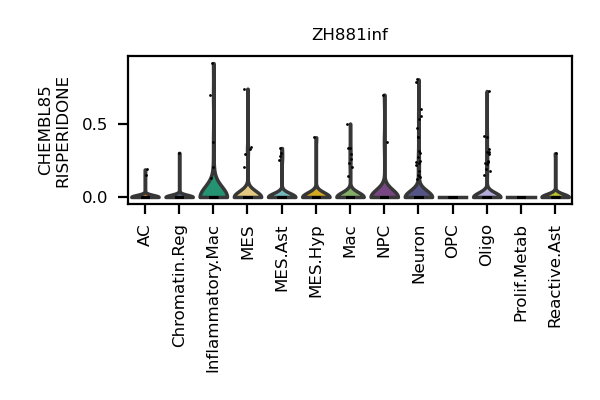 ZH881inf
CHEMBL85
RISPERIDONE
0.5
0.0
AC
Chromatin.Reg
Inflammatory.Mac
MES
MES.Ast
MES.Hyp
Mac
NPC
Neuron
OPC
Oligo
Prolif.Metab
Reactive.Ast